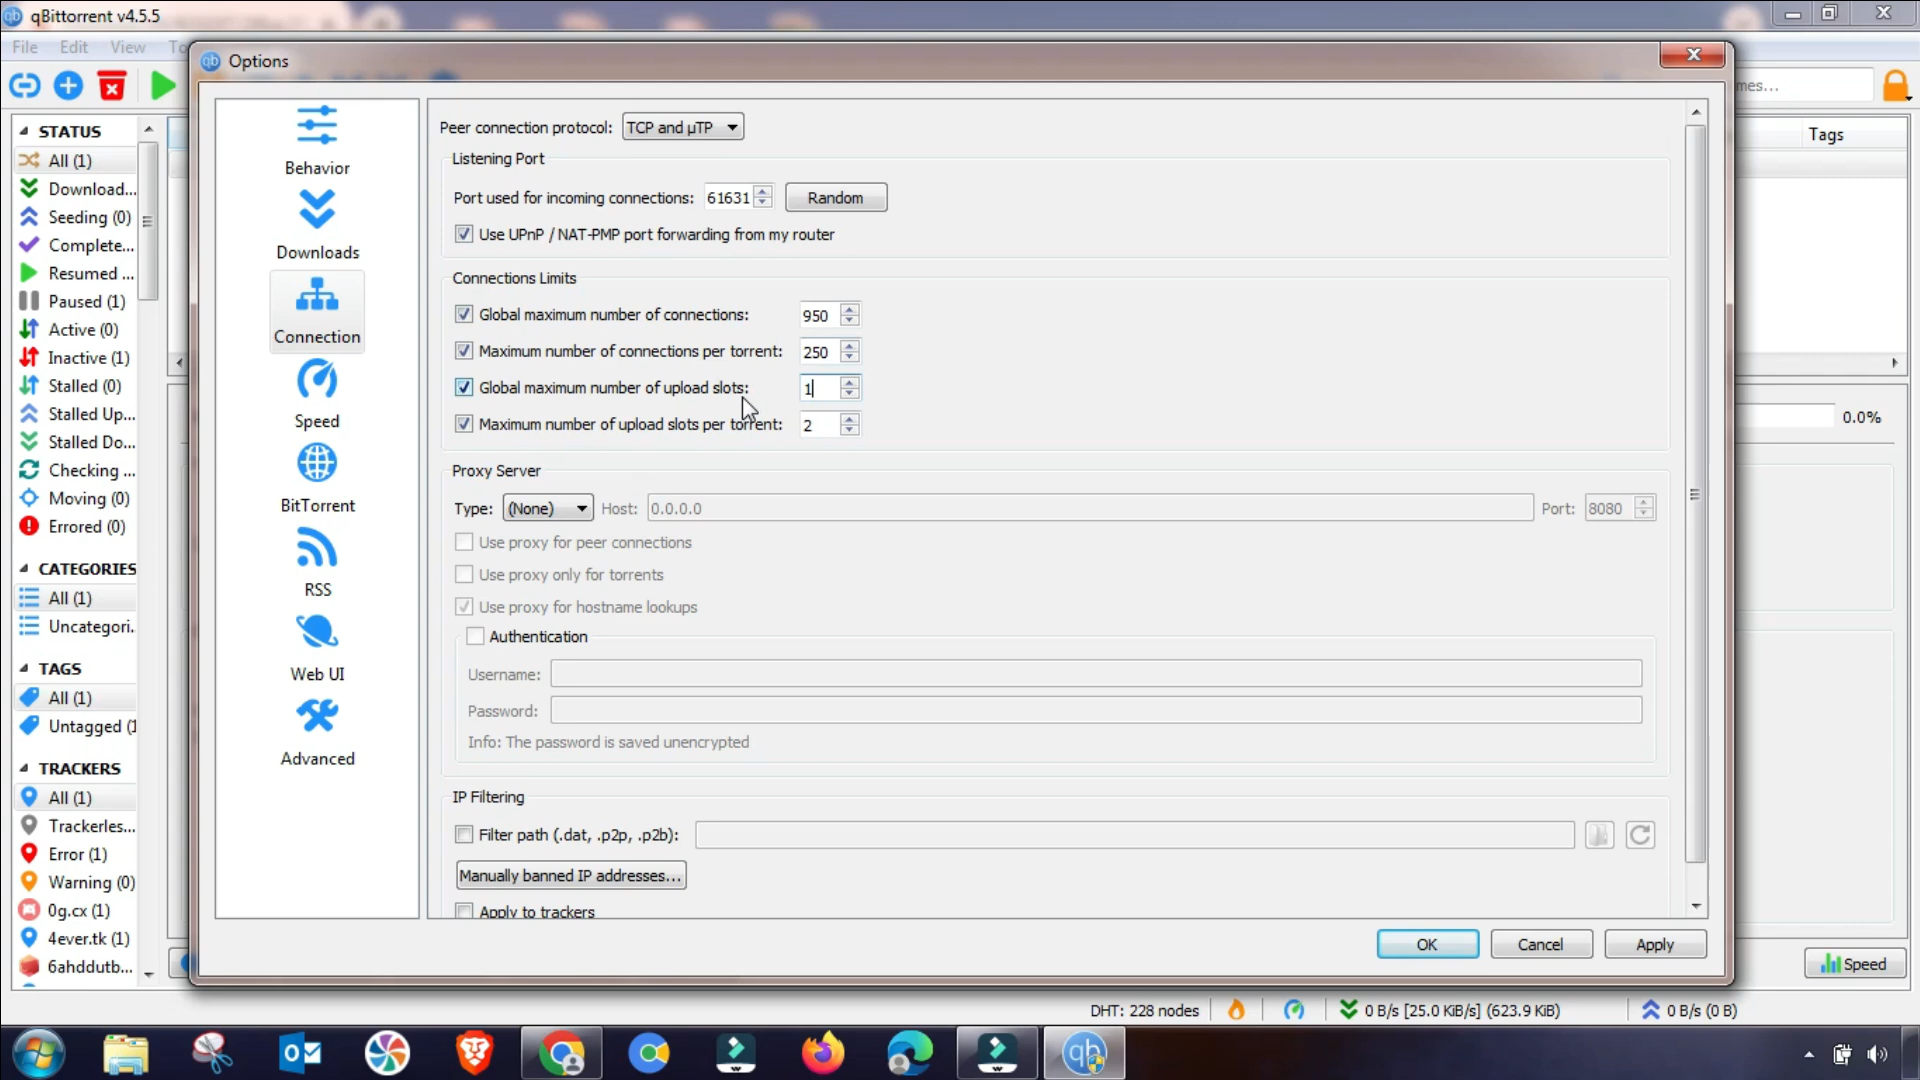 qBittorrent v4.5.5
File Edit View To
Options
mes...
STATUS
All (1)
Download...
Seeding (0)
Complete...
Resumed ...
Paused (1)
Active (0)
Inactive (1)
Stalled (0)
Stalled Up...
Stalled Do...
Checking ...
Moving (0)
Errored (0)
CATEGORIES
All (1)
Uncategori...
TAGS
All (1)
Untagged (1
TRACKERS
All (1)
Trackerles...
Error (1)
Warning (0)
0g.cx (1)
4ever.tk (1)
6ahddutb...
Behavior
Downloads
Connection
Speed
BitTorrent
RSS
Web UI
Advanced
Peer connection protocol: TCP and μTP
Listening Port
Port used for incoming connections: 61631 Random
Use UPnP / NAT-PMP port forwarding from my router
Connections Limits
Global maximum number of connections: 950
Maximum number of connections per torrent: 250
Global maximum number of upload slots: 1
Maximum number of upload slots per torrent: 2
Proxy Server
Type: (None) Host: 0.0.0.0 Port: 8080
Use proxy for peer connections
Use proxy only for torrents
Use proxy for hostname lookups
Authentication
Username:
Password:
Info: The password is saved unencrypted
IP Filtering
Filter path (.dat, .p2p, .p2b):
Manually banned IP addresses...
Apply to trackers
OK Cancel Apply
Tags
0.0%
Speed
DHT: 228 nodes 0 B/s [25.0 KiB/s] (623.9 KiB) 0 B/s (0 B)